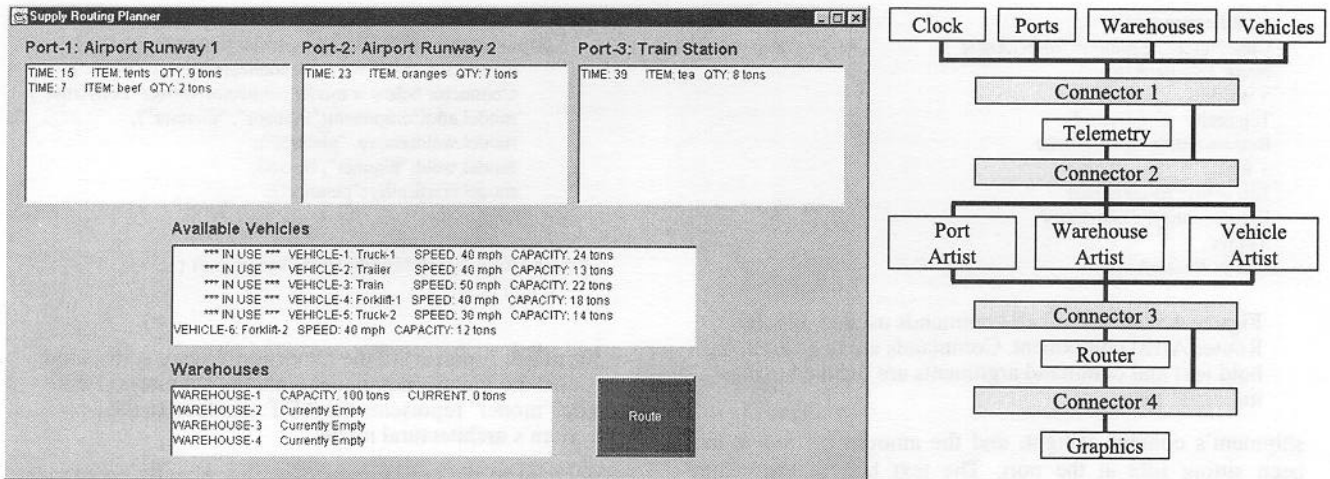 Supply Routing Planner
Port-1: Airport Runway 1
TIME: 15 ITEM: tents QTY: 9 tons
TIME: 7 ITEM: beef QTY: 2 tons
Port-2: Airport Runway 2
TIME: 23 ITEM: oranges QTY: 7 tons
Port-3: Train Station
TIME: 39 ITEM: tea QTY: 8 tons
Available Vehicles
*** IN USE *** VEHICLE-1: Truck-1 SPEED: 40 mph CAPACITY: 24 tons
*** IN USE *** VEHICLE-2: Trailer SPEED: 40 mph CAPACITY: 13 tons
*** IN USE *** VEHICLE-3: Train SPEED: 50 mph CAPACITY: 22 tons
*** IN USE *** VEHICLE-4: Forklift-1 SPEED: 40 mph CAPACITY: 18 tons
*** IN USE *** VEHICLE-5: Truck-2 SPEED: 30 mph CAPACITY: 14 tons
VEHICLE-6: Forklift-2 SPEED: 40 mph CAPACITY: 12 tons
Warehouses
WAREHOUSE-1 CAPACITY: 100 tons CURRENT: 0 tons
WAREHOUSE-2 Currently Empty
WAREHOUSE-3 Currently Empty
WAREHOUSE-4 Currently Empty
Route
Clock
Ports
Warehouses
Vehicles
Connector 1
Telemetry
Connector 2
Port
Artist
Warehouse
Artist
Vehicle
Artist
Connector 3
Router
Connector 4
Graphics